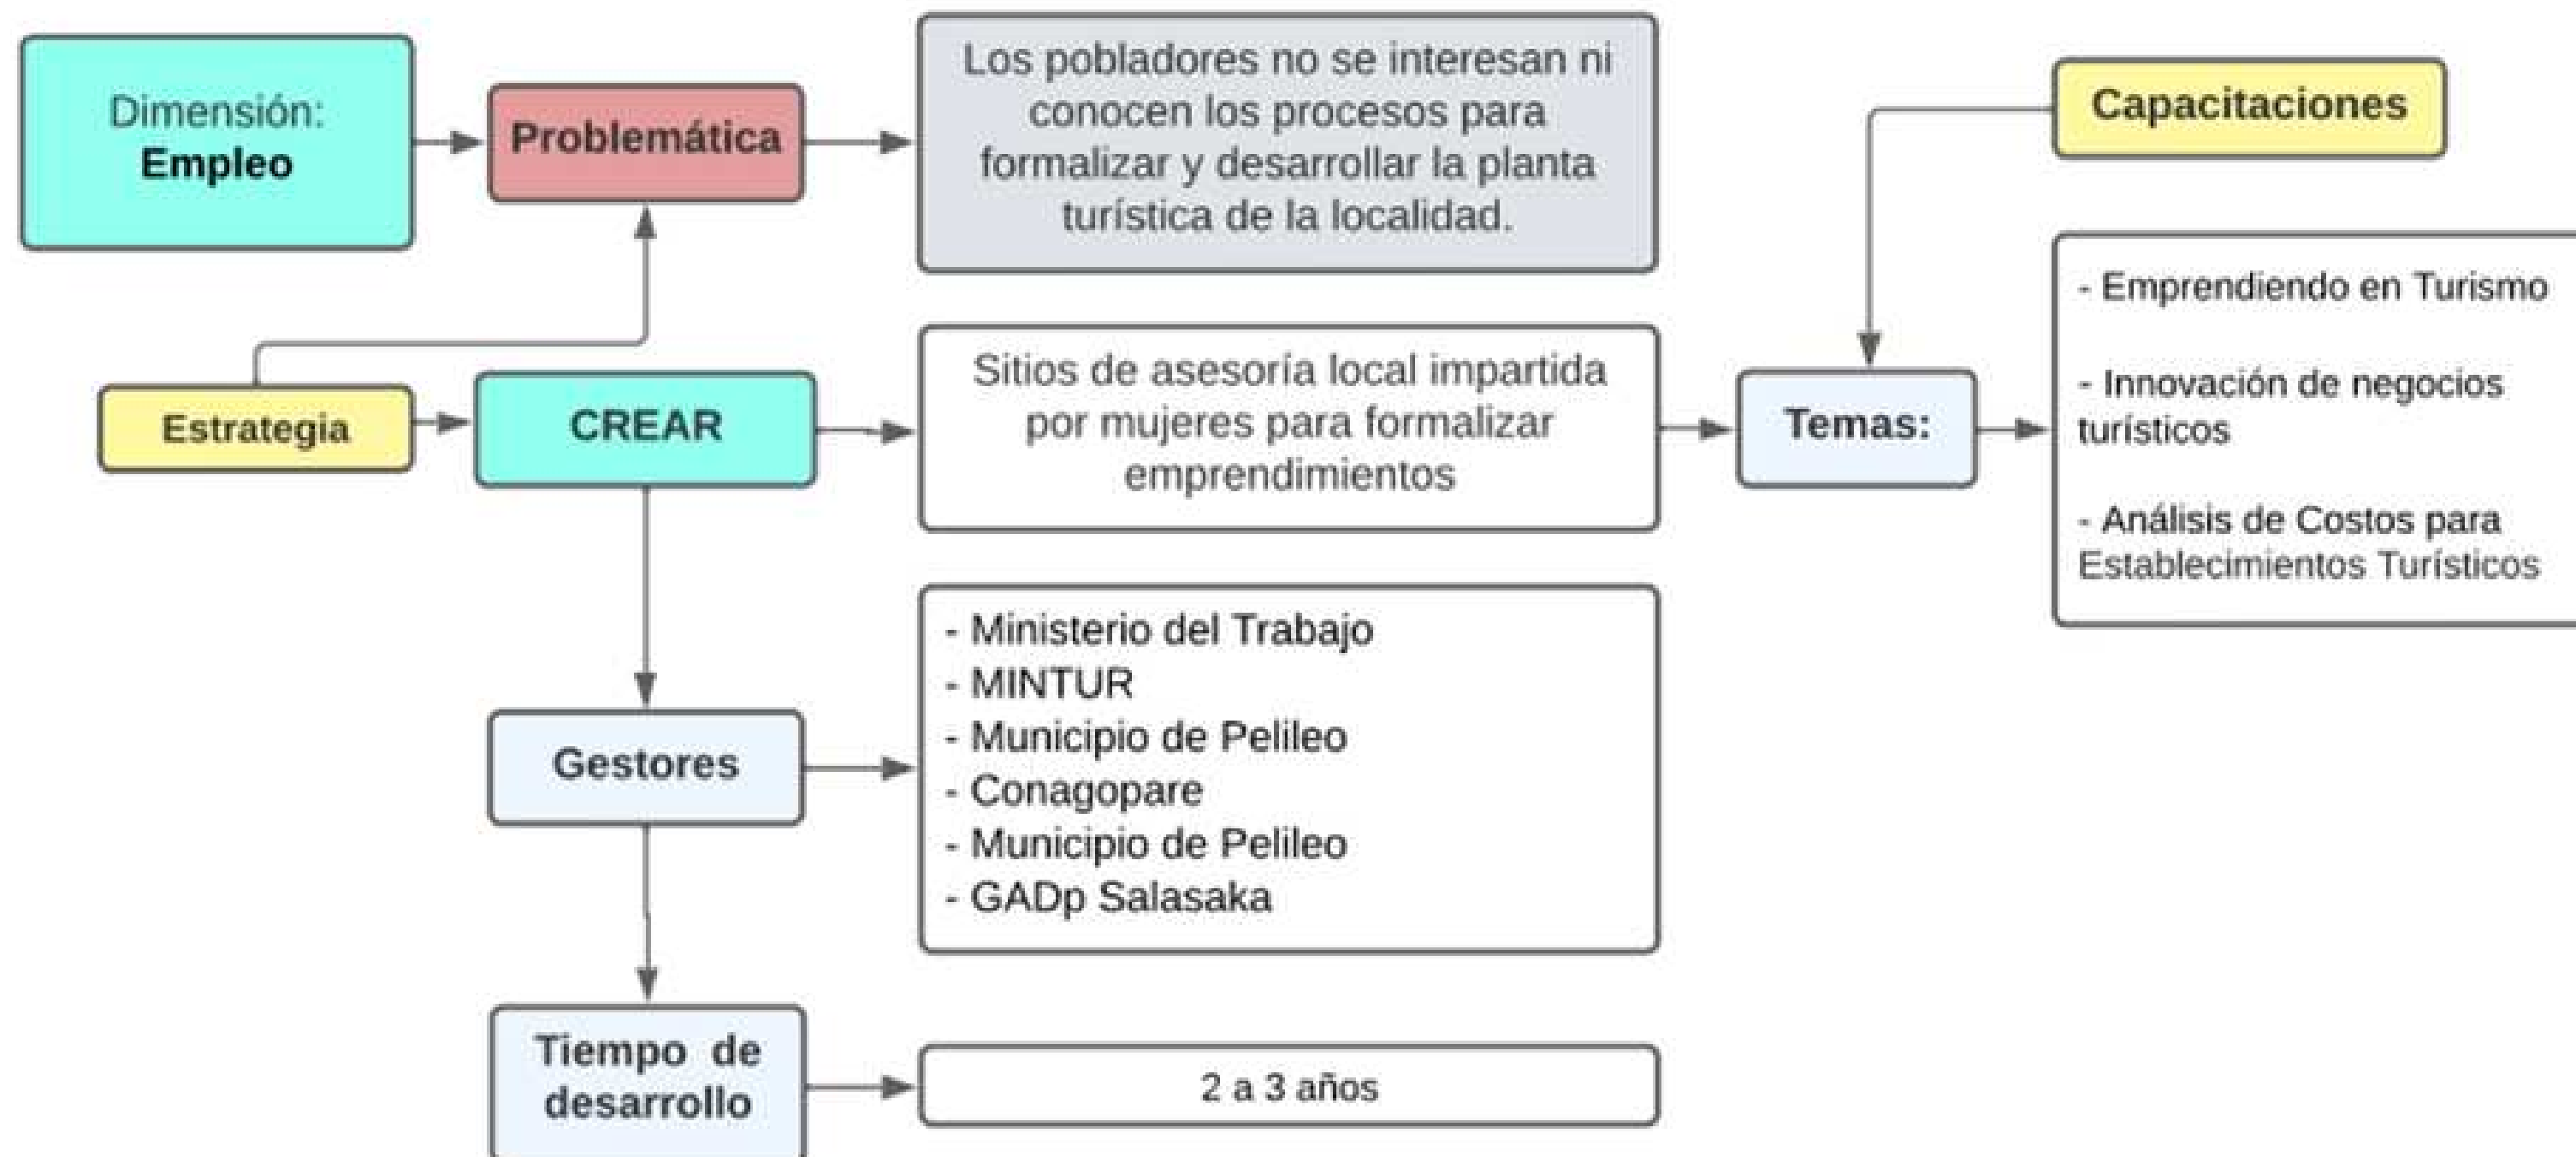 Dimensión:
Empleo
Problemática
Los pobladores no se interesan ni
conocen los procesos para
formalizar y desarrollar la planta
turística de la localidad.
Capacitaciones
Estrategia
CREAR
Sitios de asesoría local impartida
por mujeres para formalizar
emprendimientos
Temas:
- Emprendiendo en Turismo
- Innovación de negocios
turísticos
- Análisis de Costos para
Establecimientos Turísticos
Gestores
- Ministerio del Trabajo
- MINTUR
- Municipio de Pelileo
- Conagopare
- Municipio de Pelileo
- GADp Salasaka
Tiempo de
desarrollo
2 a 3 años